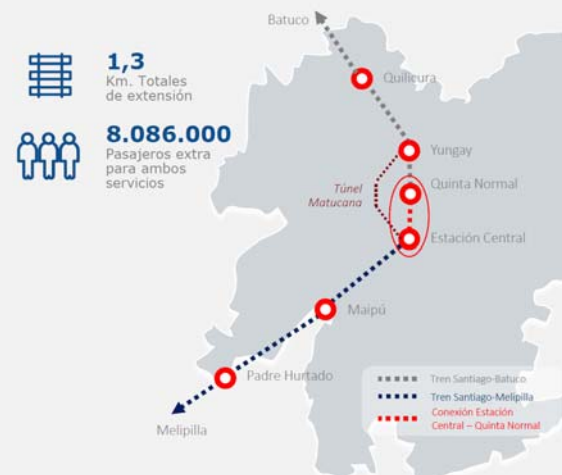 Batuco
1,3
Km. Totales
de extensión
Quilicura
8.086.000
Pasajeros extra
para ambos
servicios
Yungay
Túnel
Matucana
Quinta Normal
Estación Central
Maipú
Padre Hurtado
Melipilla
Tren Santiago-Batuco
Tren Santiago-Melipilla
Conexión Estación
Central – Quinta Normal